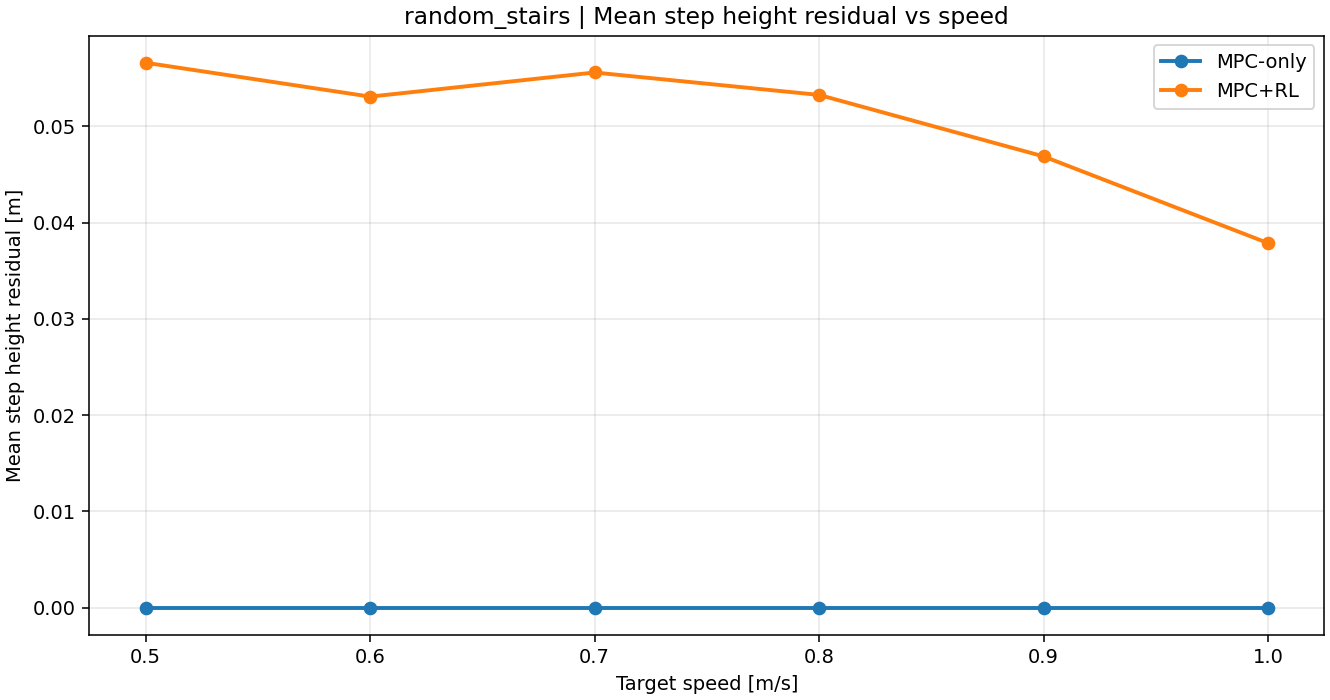 random_stairs | Mean step height residual vs speed
MPC-only
MPC+RL
Mean step height residual [m]
0.05
0.04
0.03
0.02
0.01
0.00
0.5 0.6 0.7 0.8 0.9 1.0
Target speed [m/s]